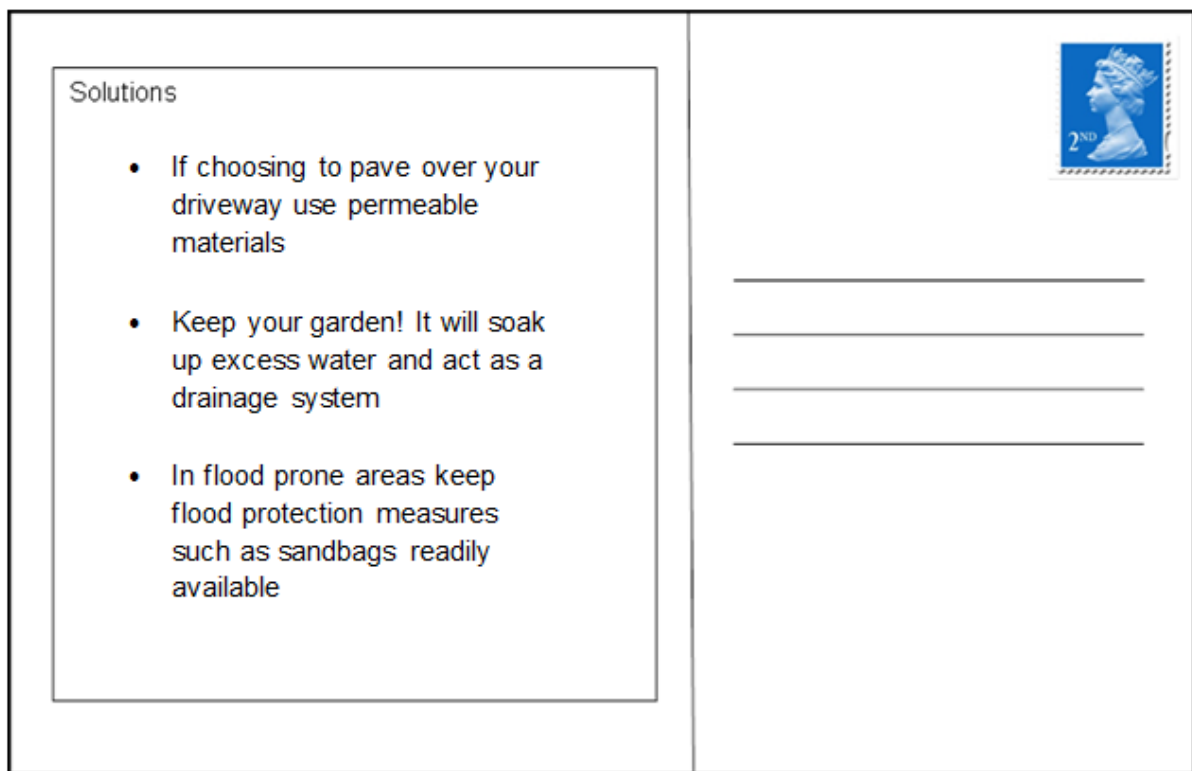 Solutions
• If choosing to pave over your
driveway use permeable
materials
• Keep your garden! It will soak
up excess water and act as a
drainage system
• In flood prone areas keep
flood protection measures
such as sandbags readily
available
2ND